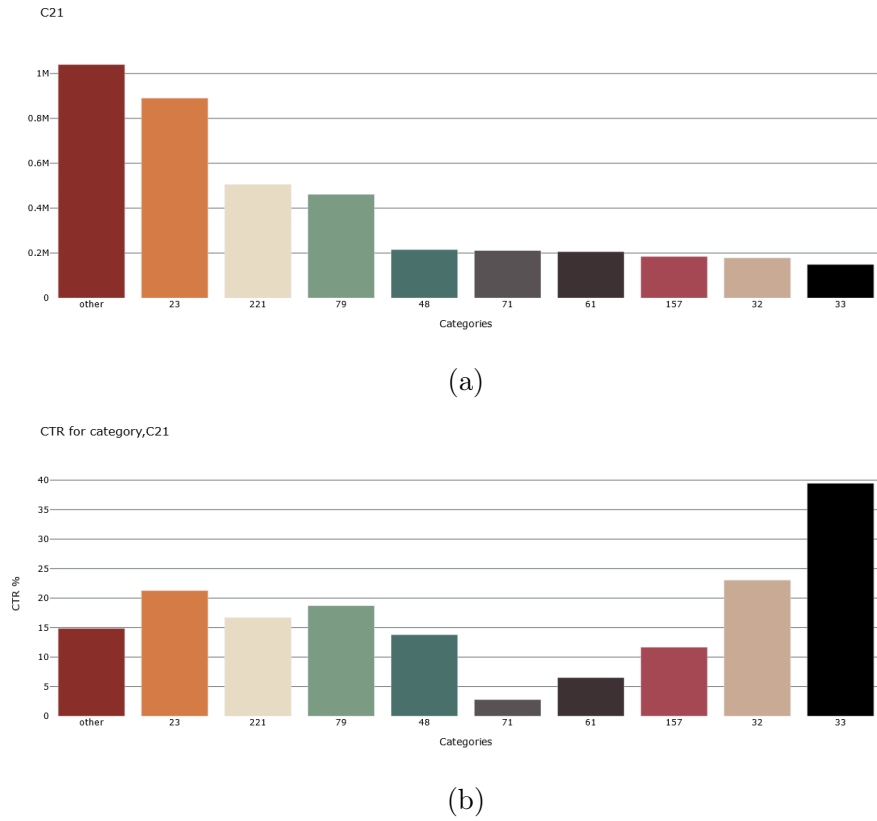 C21
1M
0.8M
0.6M
0.4M
0.2M
0
other 23 221 79 48 71 61 157 32 33
Categories
(a)
CTR for category,C21
40
35
30
25
20
15
10
5
0
CTR %
other 23 221 79 48 71 61 157 32 33
Categories
(b)